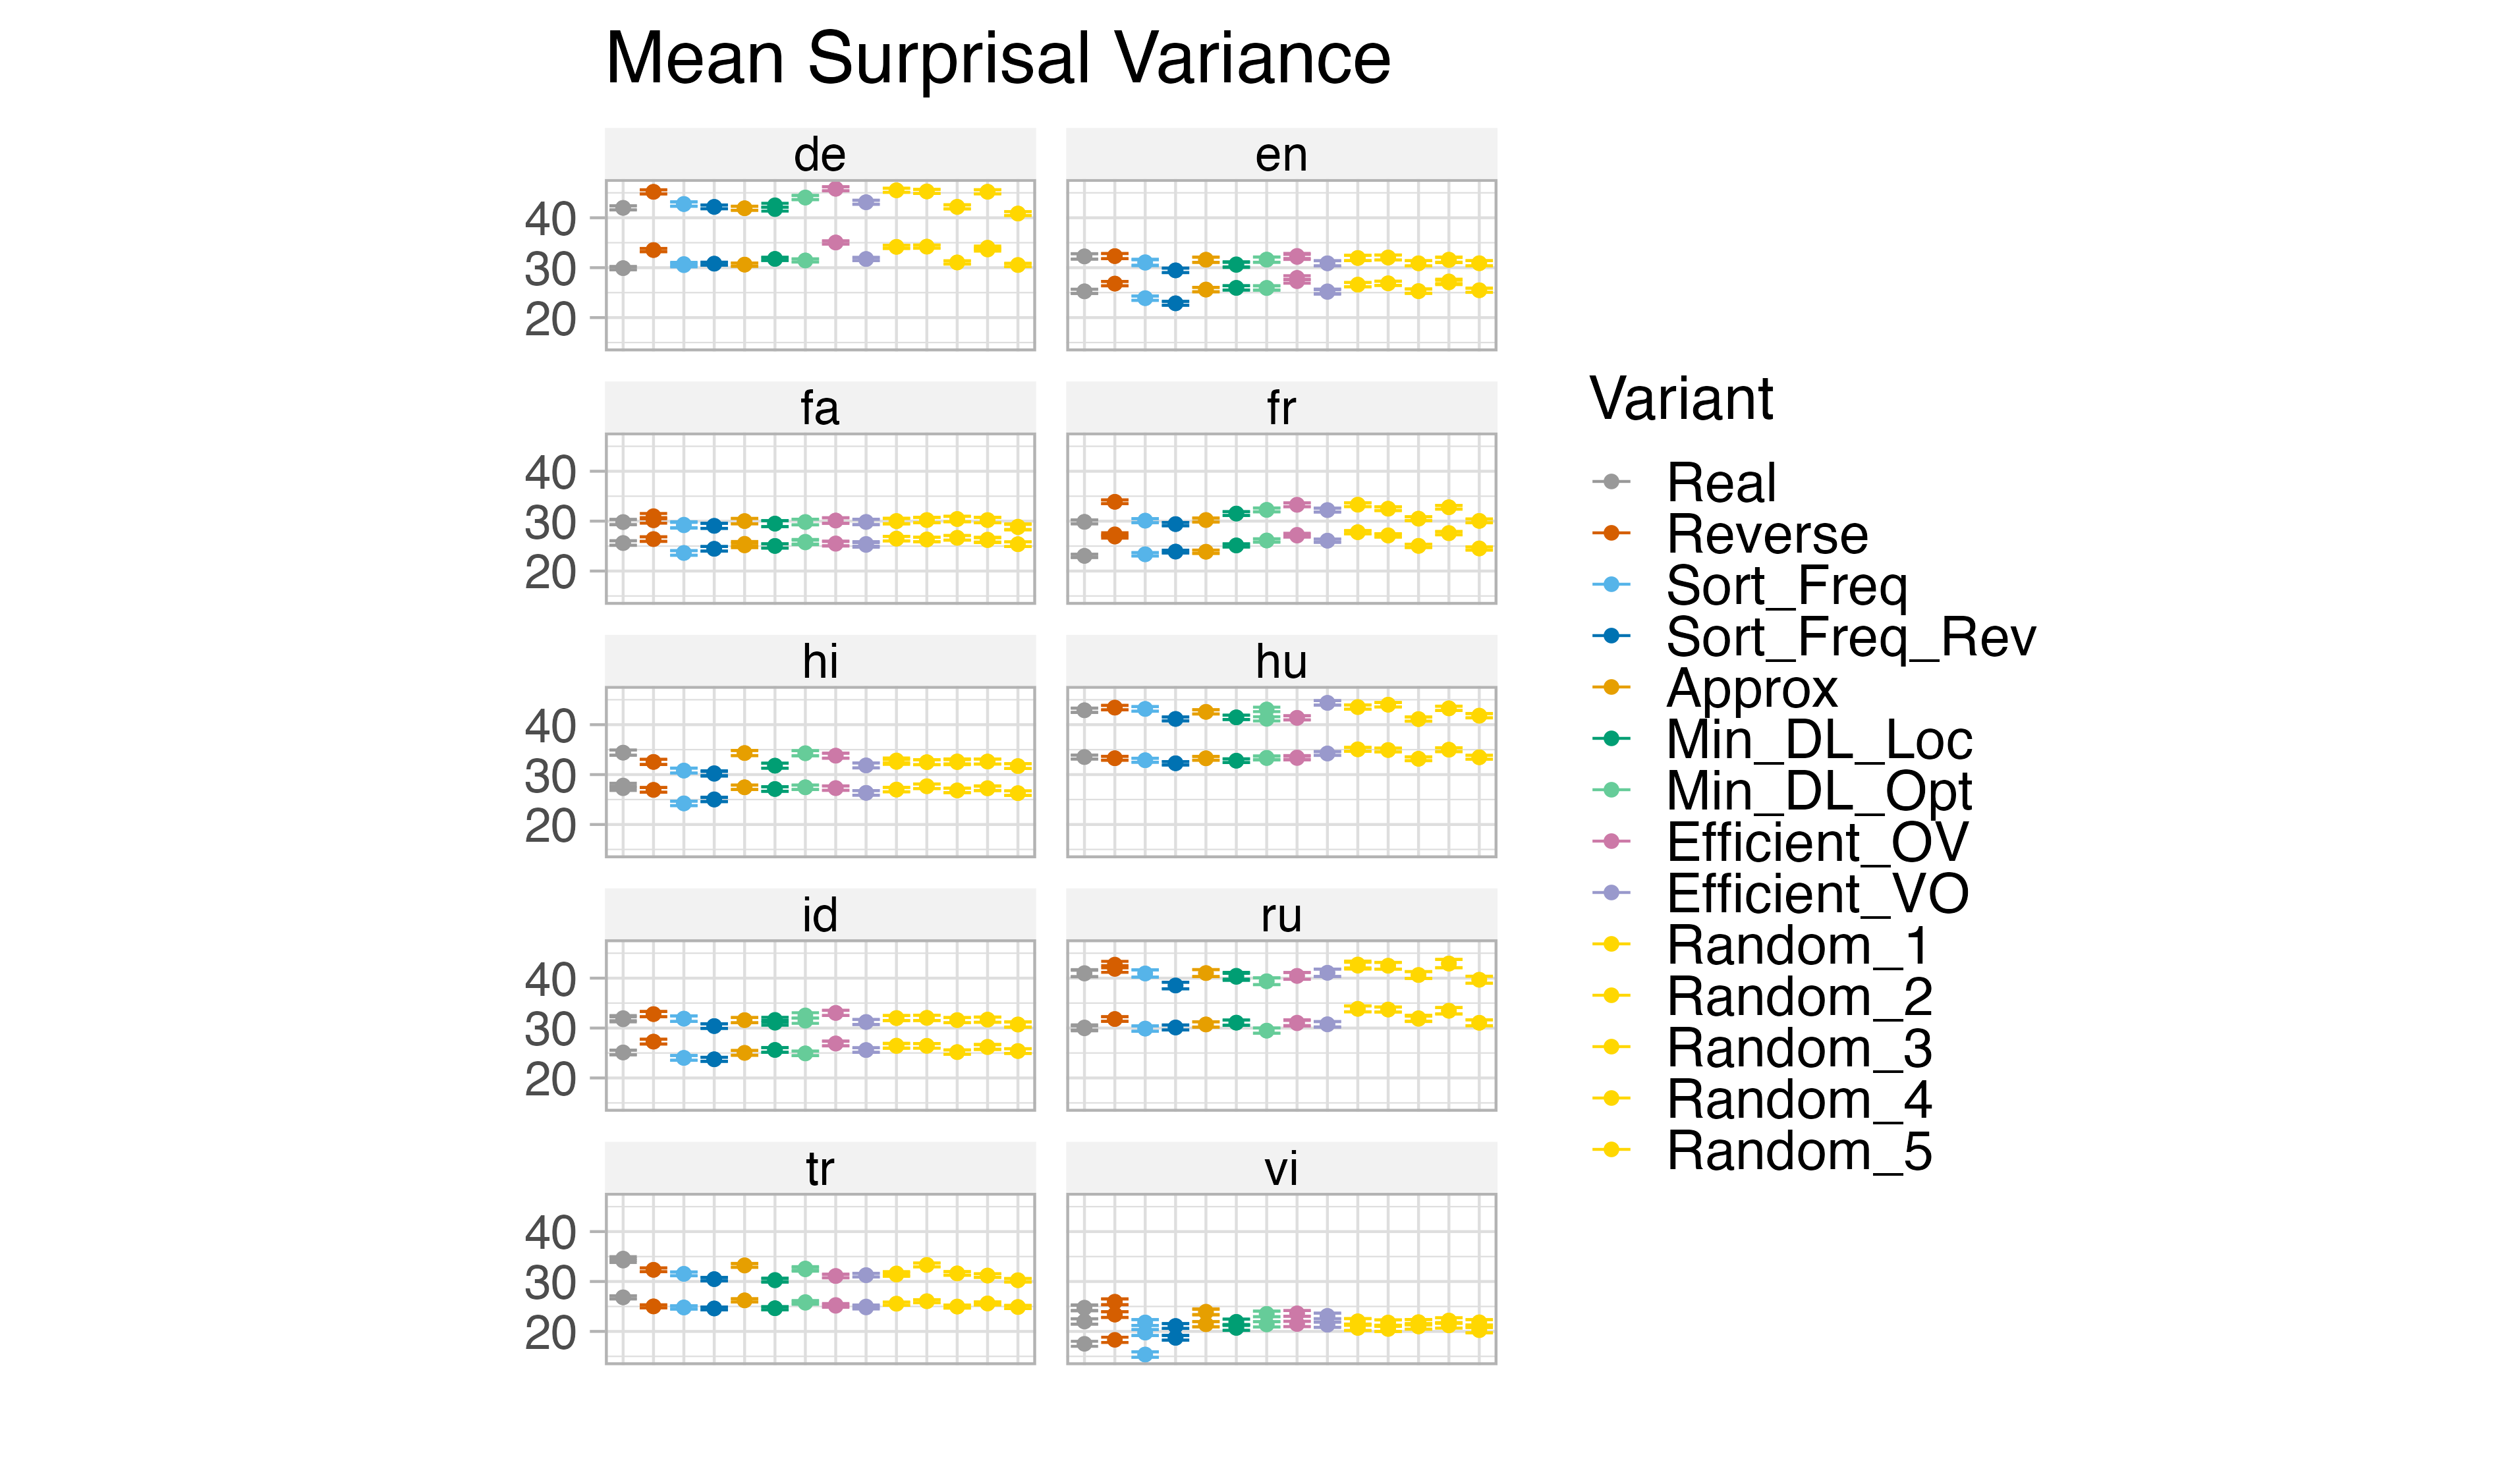 Mean Surprisal Variance
de
en
40
30
20
fa
fr
40
30
20
hi
hu
40
30
20
id
ru
40
30
20
tr
vi
40
30
20
Variant
Real
Reverse
Sort_Freq
Sort_Freq_Rev
Approx
Min_DL_Loc
Min_DL_Opt
Efficient_OV
Efficient_VO
Random_1
Random_2
Random_3
Random_4
Random_5